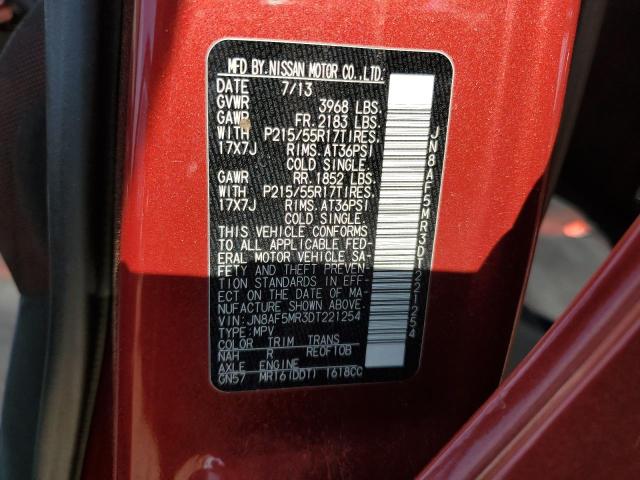 MFD BY.NISSAN MOTOR CO.,LTD.
DATE 7/13
GVWR 3968 LBS.
GAWR FR. 2183 LBS.
WITH P215/55R17TIRES.
17X7J RIMS.AT36PSI
COLD SINGLE.
GAWR RR. 1852 LBS.
WITH P215/55R17TIRES.
17X7J RIMS.AT36PSI
COLD SINGLE.
THIS VEHICLE CONFORMS
TO ALL APPLICABLE FED-
ERAL MOTOR VEHICLE SA-
FETY AND THEFT PREVEN-
TION STANDARDS IN EFF-
ECT ON THE DATE OF MA-
NUFACTURE SHOWN ABOVE.
VIN: JN8AF5MR3DT221254
TYPE: MPV
COLOR TRIM TRANS
NAH R RE0F10B
AXLE ENGINE
GN57 MR16(DDT) 1618CC
JN8AF5MR3DT221254